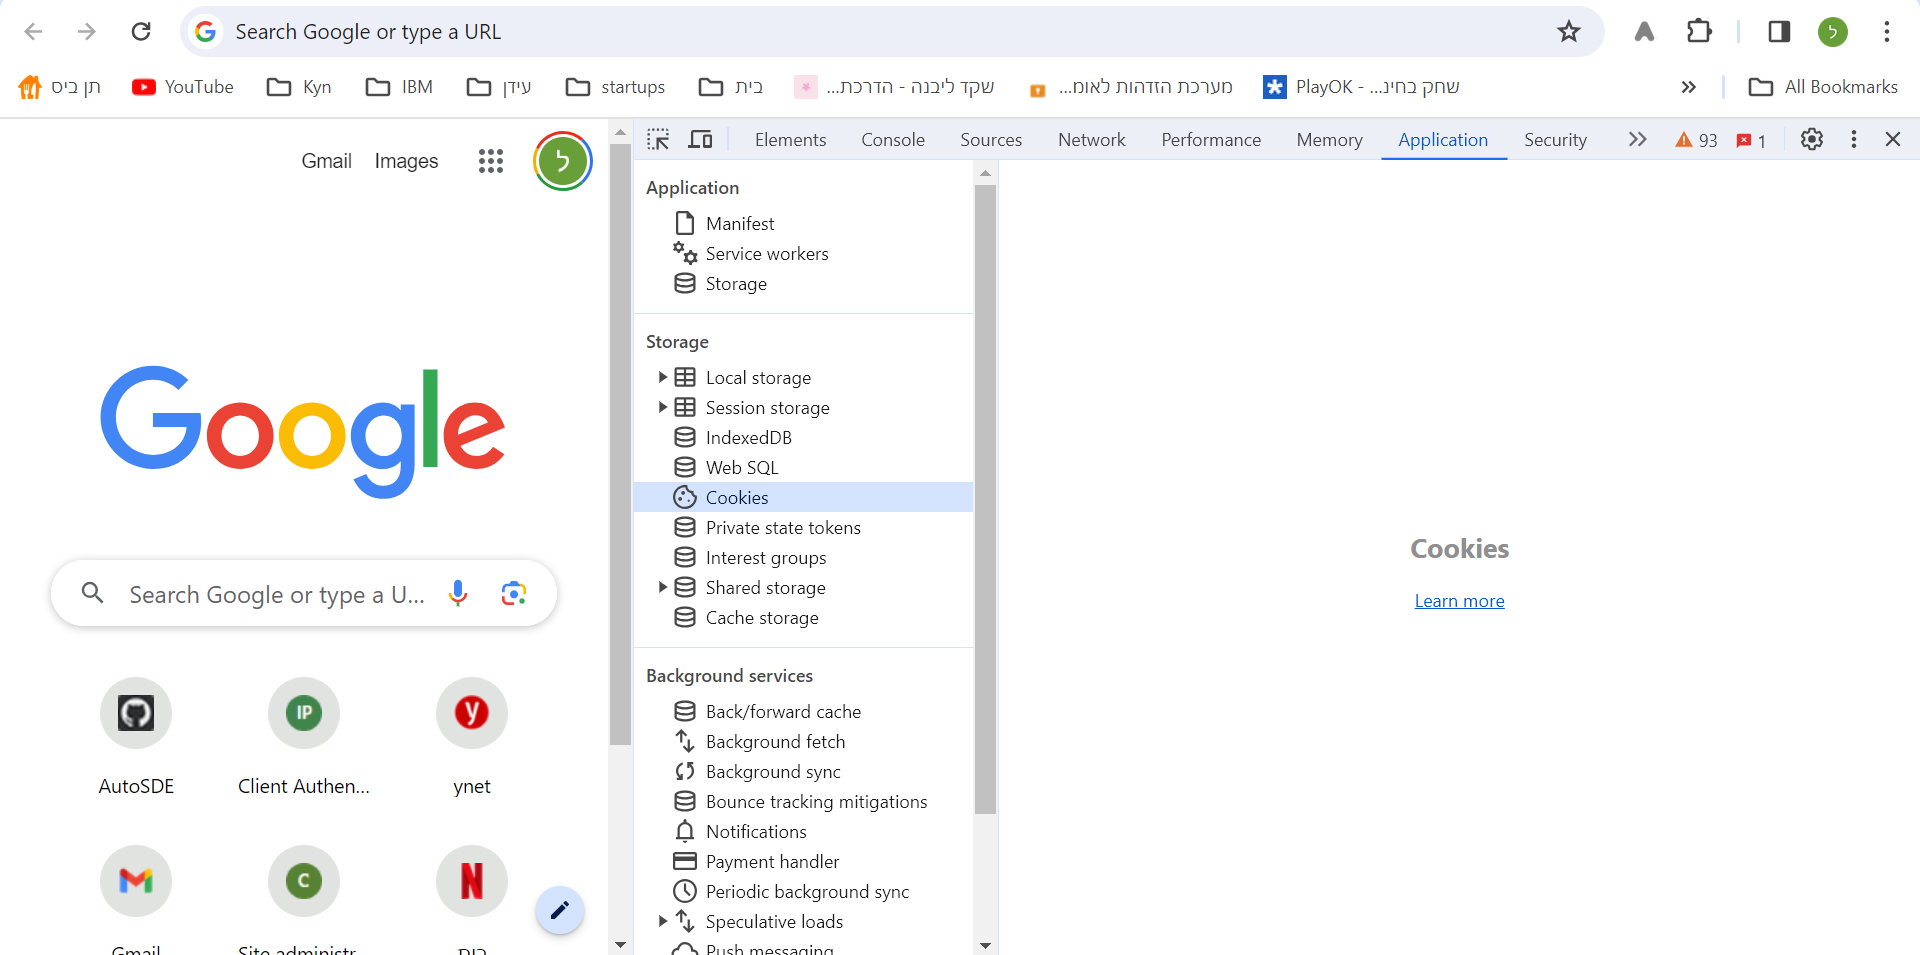 Search Google or type a URL
תן ביס
YouTube
Kyn
IBM
עידן
startups
בית
שקד ליבנה - הדרכת...
מערכת הזדהות לאומ...
PlayOK - שחק בחינ...
All Bookmarks
Gmail
Images
ל
Elements
Console
Sources
Network
Performance
Memory
Application
Security
93
1
Application
Manifest
Service workers
Storage
Storage
Local storage
Session storage
IndexedDB
Web SQL
Cookies
Private state tokens
Interest groups
Shared storage
Cache storage
Background services
Back/forward cache
Background fetch
Background sync
Bounce tracking mitigations
Notifications
Payment handler
Periodic background sync
Speculative loads
Push messaging
Google
Search Google or type a U...
AutoSDE
IP
Client Authen...
y
ynet
Gmail
C
Site administr
N
Cookies
Learn more
ל